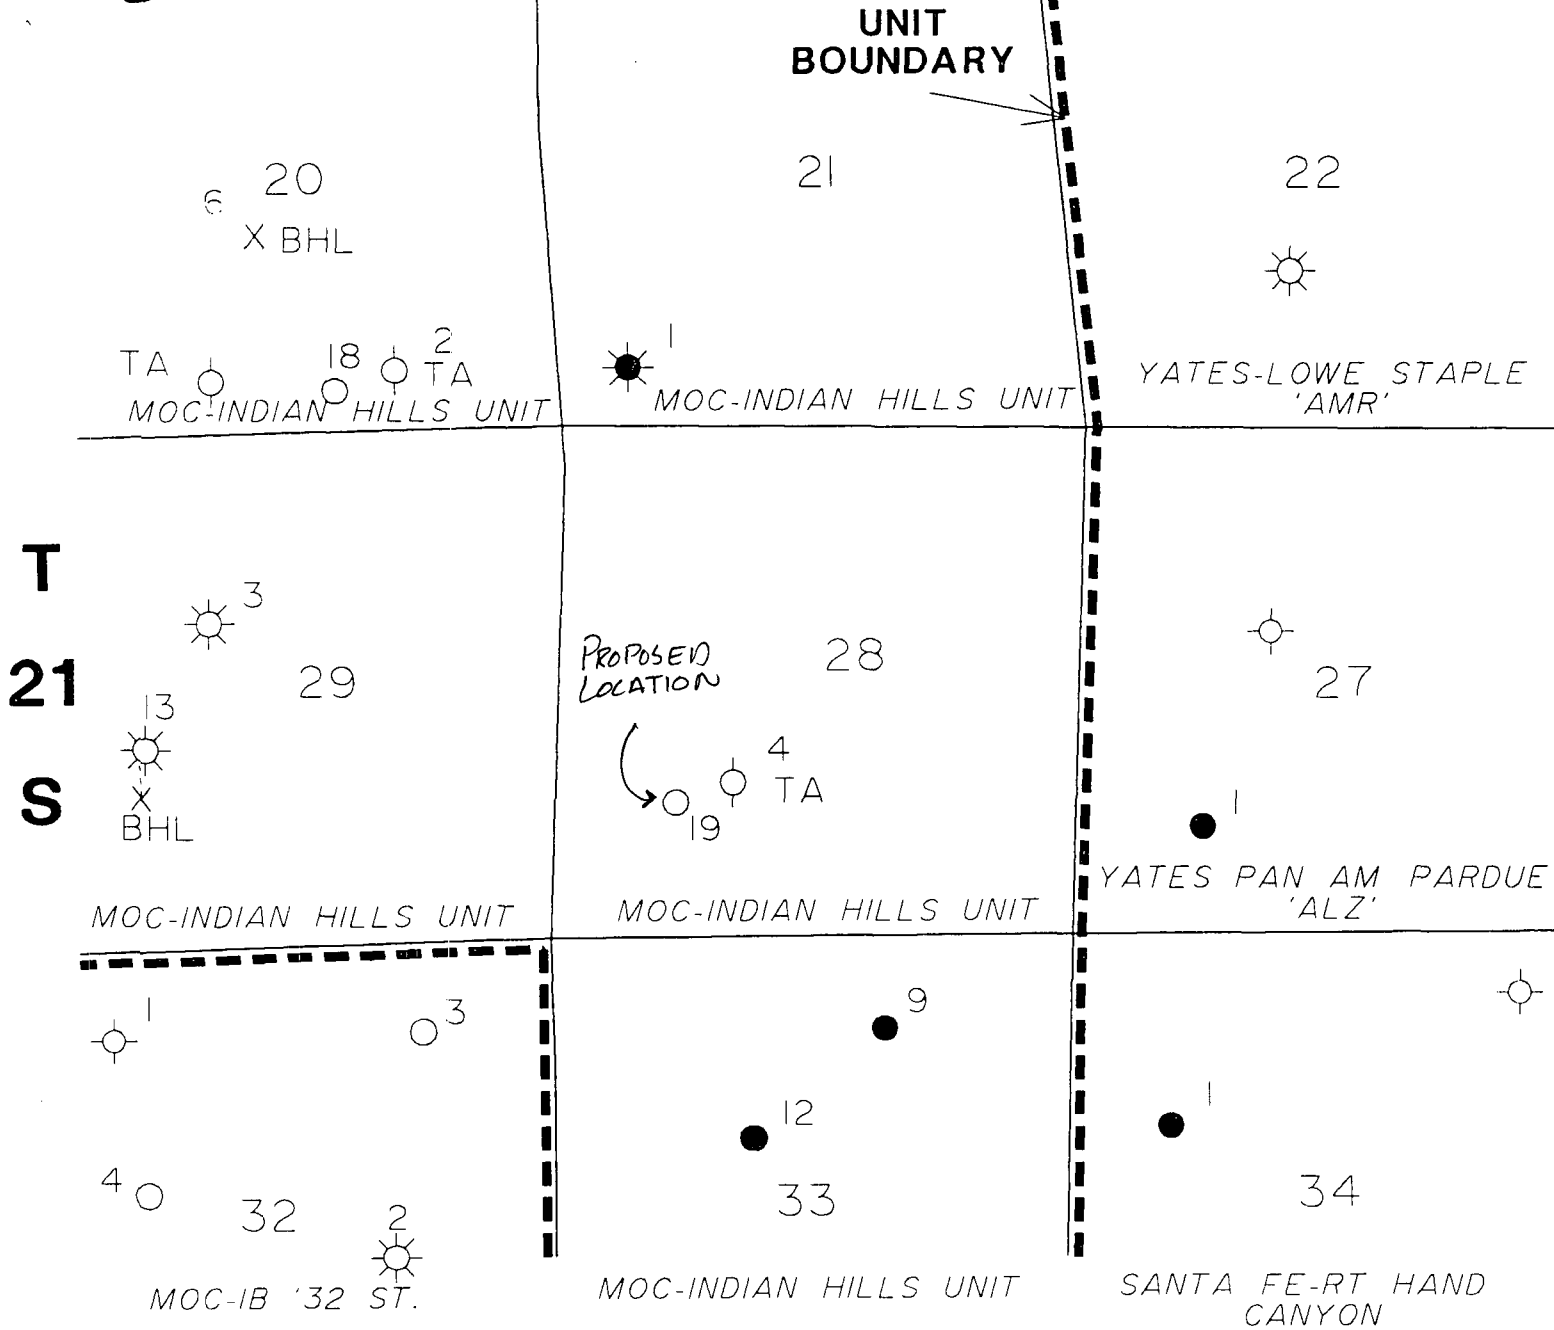 UNIT
BOUNDARY
20
21
22
6
X BHL
TA
18
2
TA
1
MOC-INDIAN HILLS UNIT
MOC-INDIAN HILLS UNIT
YATES-LOWE STAPLE
'AMR'
T
21
S
3
29
13
X
BHL
PROPOSED
LOCATION
28
4
TA
19
27
1
MOC-INDIAN HILLS UNIT
MOC-INDIAN HILLS UNIT
YATES PAN AM PARDUE
'ALZ'
1
3
9
12
1
4
32
2
33
34
MOC-IB '32 ST.
MOC-INDIAN HILLS UNIT
SANTA FE-RT HAND
CANYON